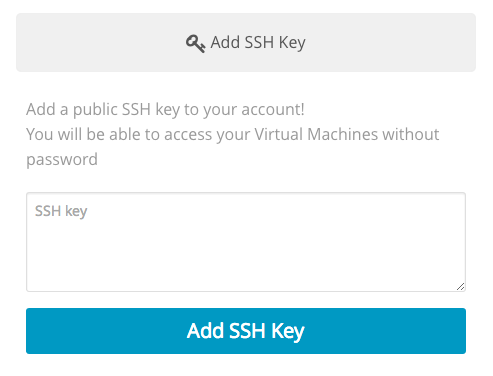 Add SSH Key
Add a public SSH key to your account!
You will be able to access your Virtual Machines without
password
SSH key
Add SSH Key